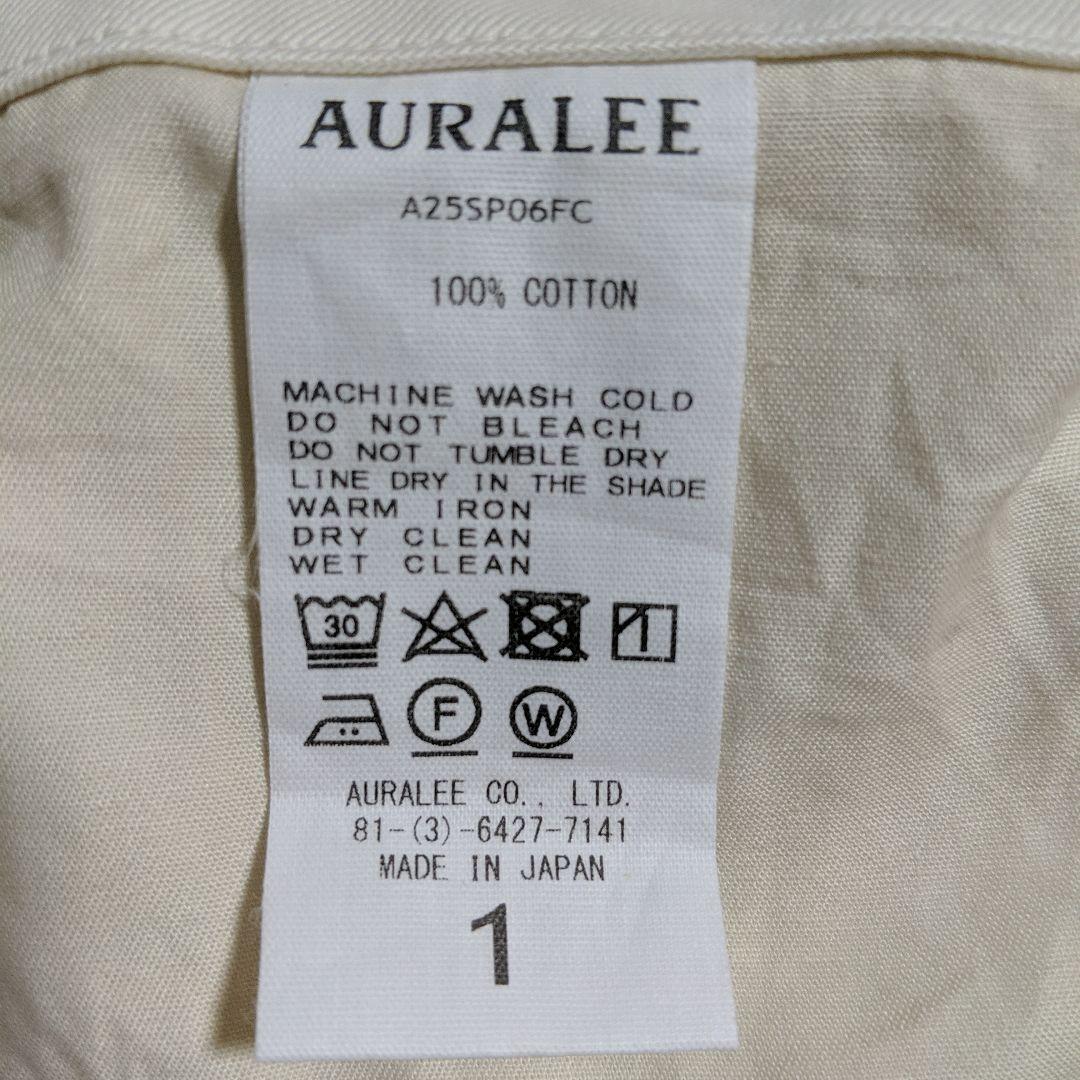 AURALEE
A25SP06FC
100% COTTON
MACHINE WASH COLD
DO NOT BLEACH
DO NOT TUMBLE DRY
LINE DRY IN THE SHADE
WARM IRON
DRY CLEAN
WET CLEAN
30
F W
AURALEE CO., LTD.
81-(3)-6427-7141
MADE IN JAPAN
1